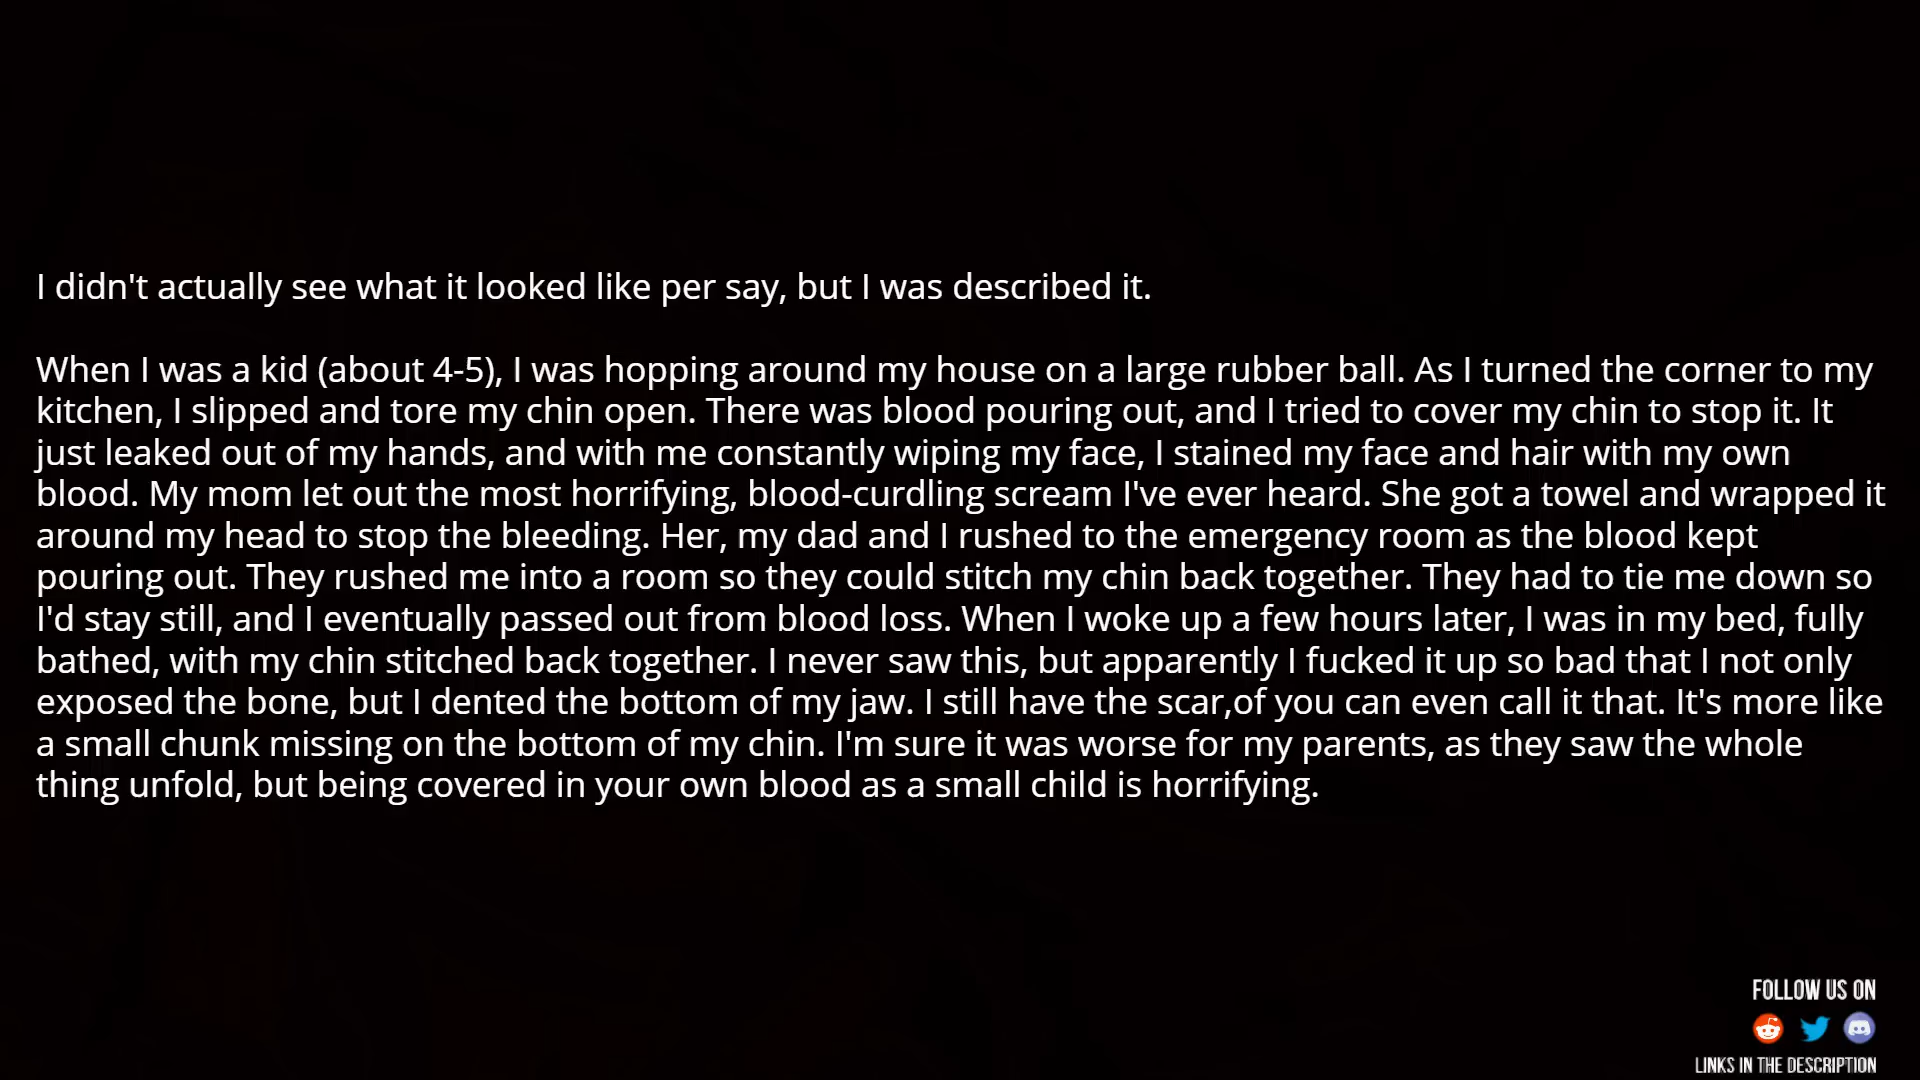 I didn't actually see what it looked like per say, but I was described it.
When I was a kid (about 4-5), I was hopping around my house on a large rubber ball. As I turned the corner to my
kitchen, I slipped and tore my chin open. There was blood pouring out, and I tried to cover my chin to stop it. It
just leaked out of my hands, and with me constantly wiping my face, I stained my face and hair with my own
blood. My mom let out the most horrifying, blood-curdling scream I've ever heard. She got a towel and wrapped it
around my head to stop the bleeding. Her, my dad and I rushed to the emergency room as the blood kept
pouring out. They rushed me into a room so they could stitch my chin back together. They had to tie me down so
I'd stay still, and I eventually passed out from blood loss. When I woke up a few hours later, I was in my bed, fully
bathed, with my chin stitched back together. I never saw this, but apparently I fucked it up so bad that I not only
exposed the bone, but I dented the bottom of my jaw. I still have the scar,of you can even call it that. It's more like
a small chunk missing on the bottom of my chin. I'm sure it was worse for my parents, as they saw the whole
thing unfold, but being covered in your own blood as a small child is horrifying.
FOLLOW US ON
LINKS IN THE DESCRIPTION